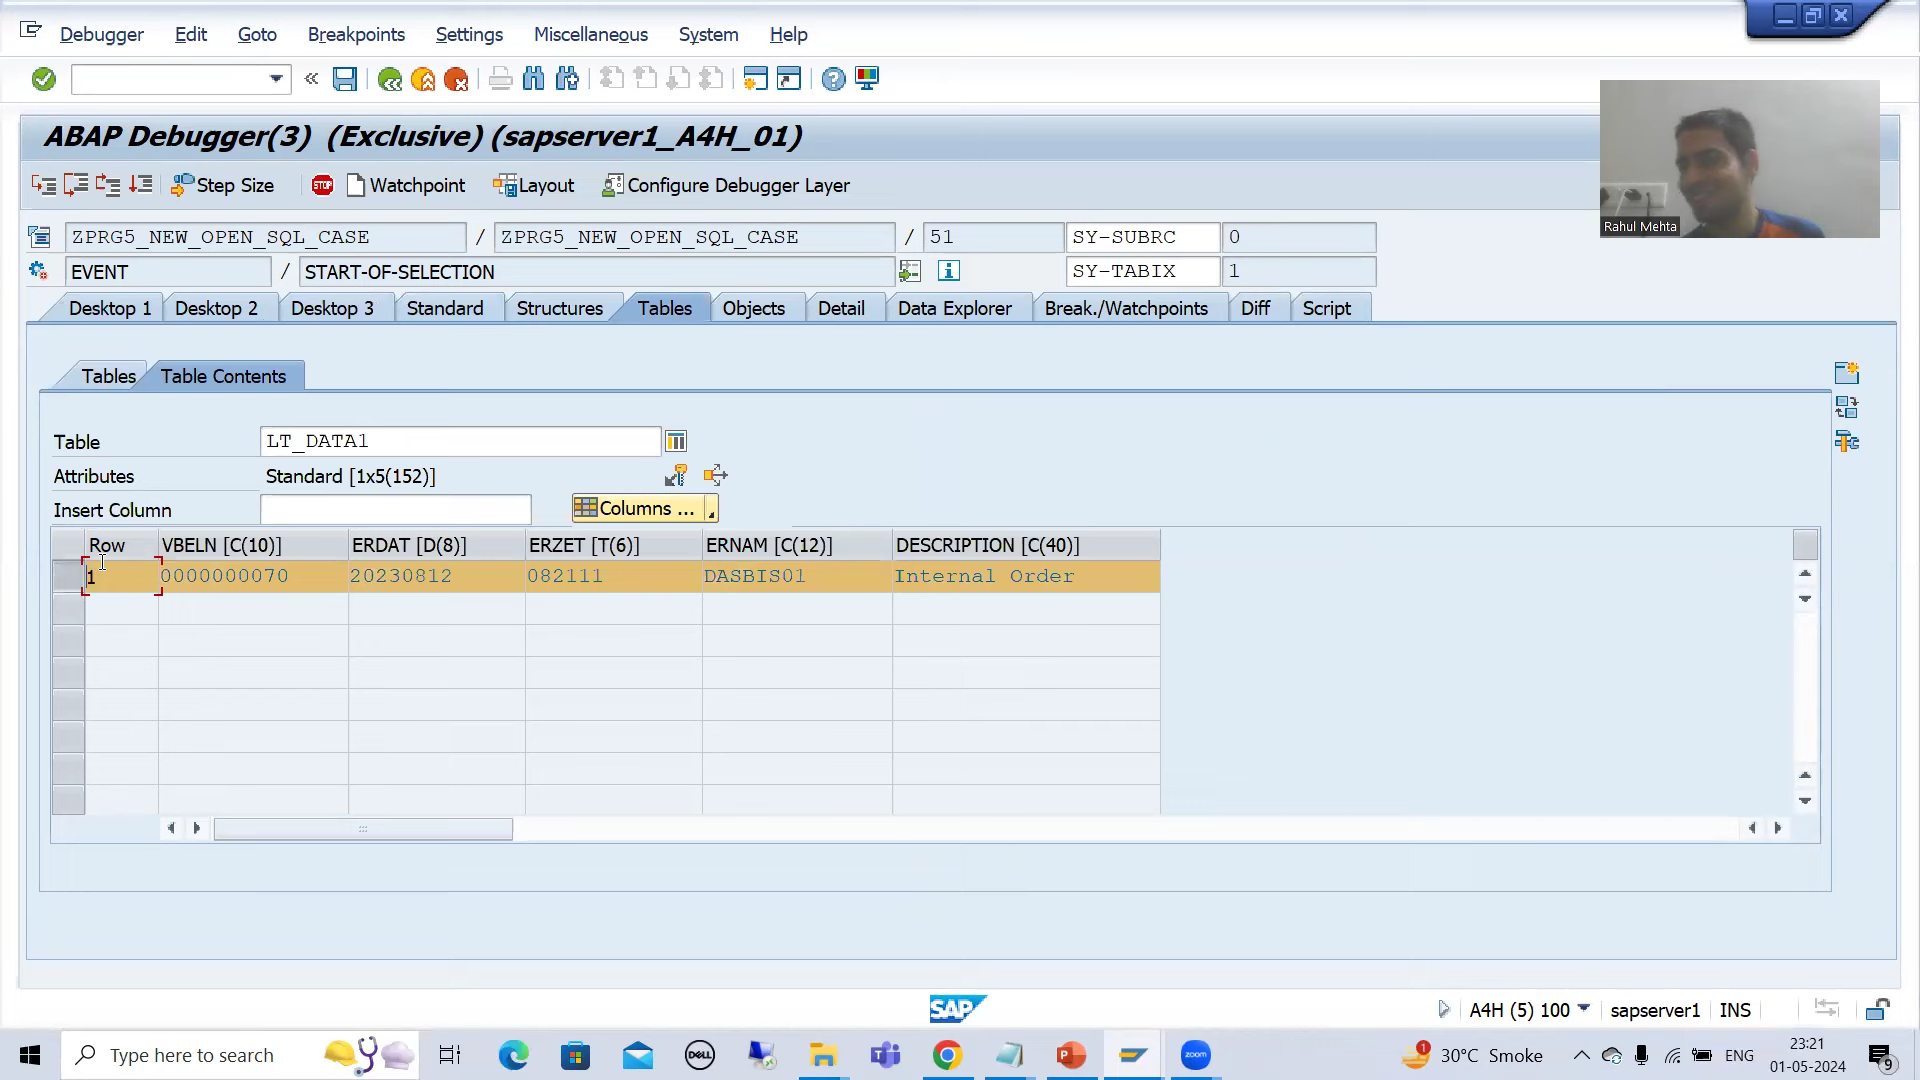 Debugger Edit Goto Breakpoints Settings Miscellaneous System Help
ABAP Debugger(3) (Exclusive) (sapserver1_A4H_01)
Step Size STOP Watchpoint Layout Configure Debugger Layer
Rahul Mehta
ZPRG5_NEW_OPEN_SQL_CASE / ZPRG5_NEW_OPEN_SQL_CASE / 51 SY-SUBRC 0
EVENT / START-OF-SELECTION SY-TABIX 1
Desktop 1 Desktop 2 Desktop 3 Standard Structures Tables Objects Detail Data Explorer Break./Watchpoints Diff Script
Tables Table Contents
Table LT_DATA1
Attributes Standard [1x5(152)]
Insert Column Columns ...
Row VBELN [C(10)] ERDAT [D(8)] ERZET [T(6)] ERNAM [C(12)] DESCRIPTION [C(40)]
1 0000000070 20230812 082111 DASBIS01 Internal Order
SAP A4H (5) 100 sapserver1 INS
Type here to search DELL zoom 1 30°C Smoke ENG 23:21
01-05-2024 9